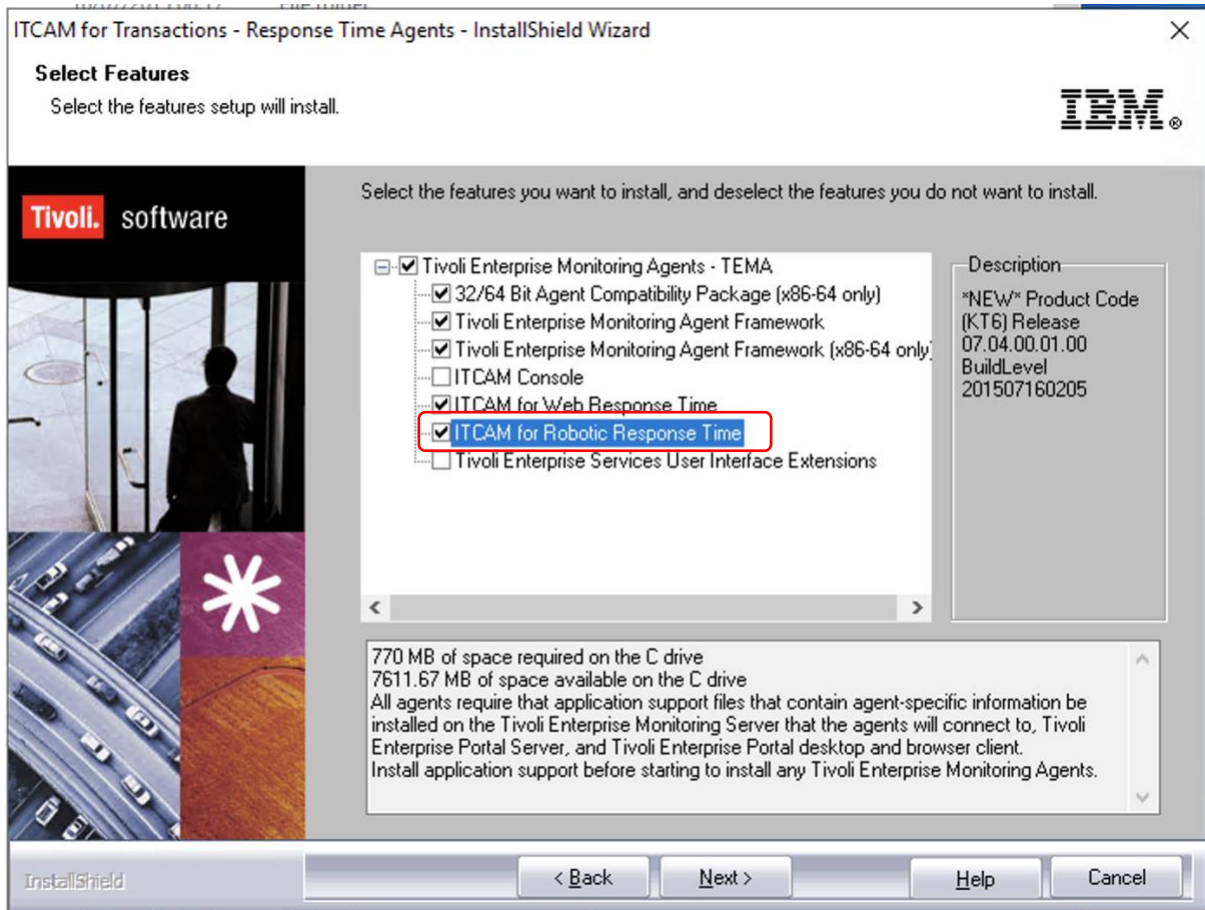 ITCAM for Transactions - Response Time Agents - InstallShield Wizard
Select Features
Select the features setup will install.
IBM®
Tivoli. software
Select the features you want to install, and deselect the features you do not want to install.
Tivoli Enterprise Monitoring Agents - TEMA
32/64 Bit Agent Compatibility Package (x86-64 only)
Tivoli Enterprise Monitoring Agent Framework
Tivoli Enterprise Monitoring Agent Framework (x86-64 only)
ITCAM Console
ITCAM for Web Response Time
ITCAM for Robotic Response Time
Tivoli Enterprise Services User Interface Extensions
Description
*NEW* Product Code
(KT6) Release
07.04.00.01.00
BuildLevel
201507160205
770 MB of space required on the C drive
7611.67 MB of space available on the C drive
All agents require that application support files that contain agent-specific information be
installed on the Tivoli Enterprise Monitoring Server that the agents will connect to, Tivoli
Enterprise Portal Server, and Tivoli Enterprise Portal desktop and browser client.
Install application support before starting to install any Tivoli Enterprise Monitoring Agents.
InstallShield
< Back
Next >
Help
Cancel